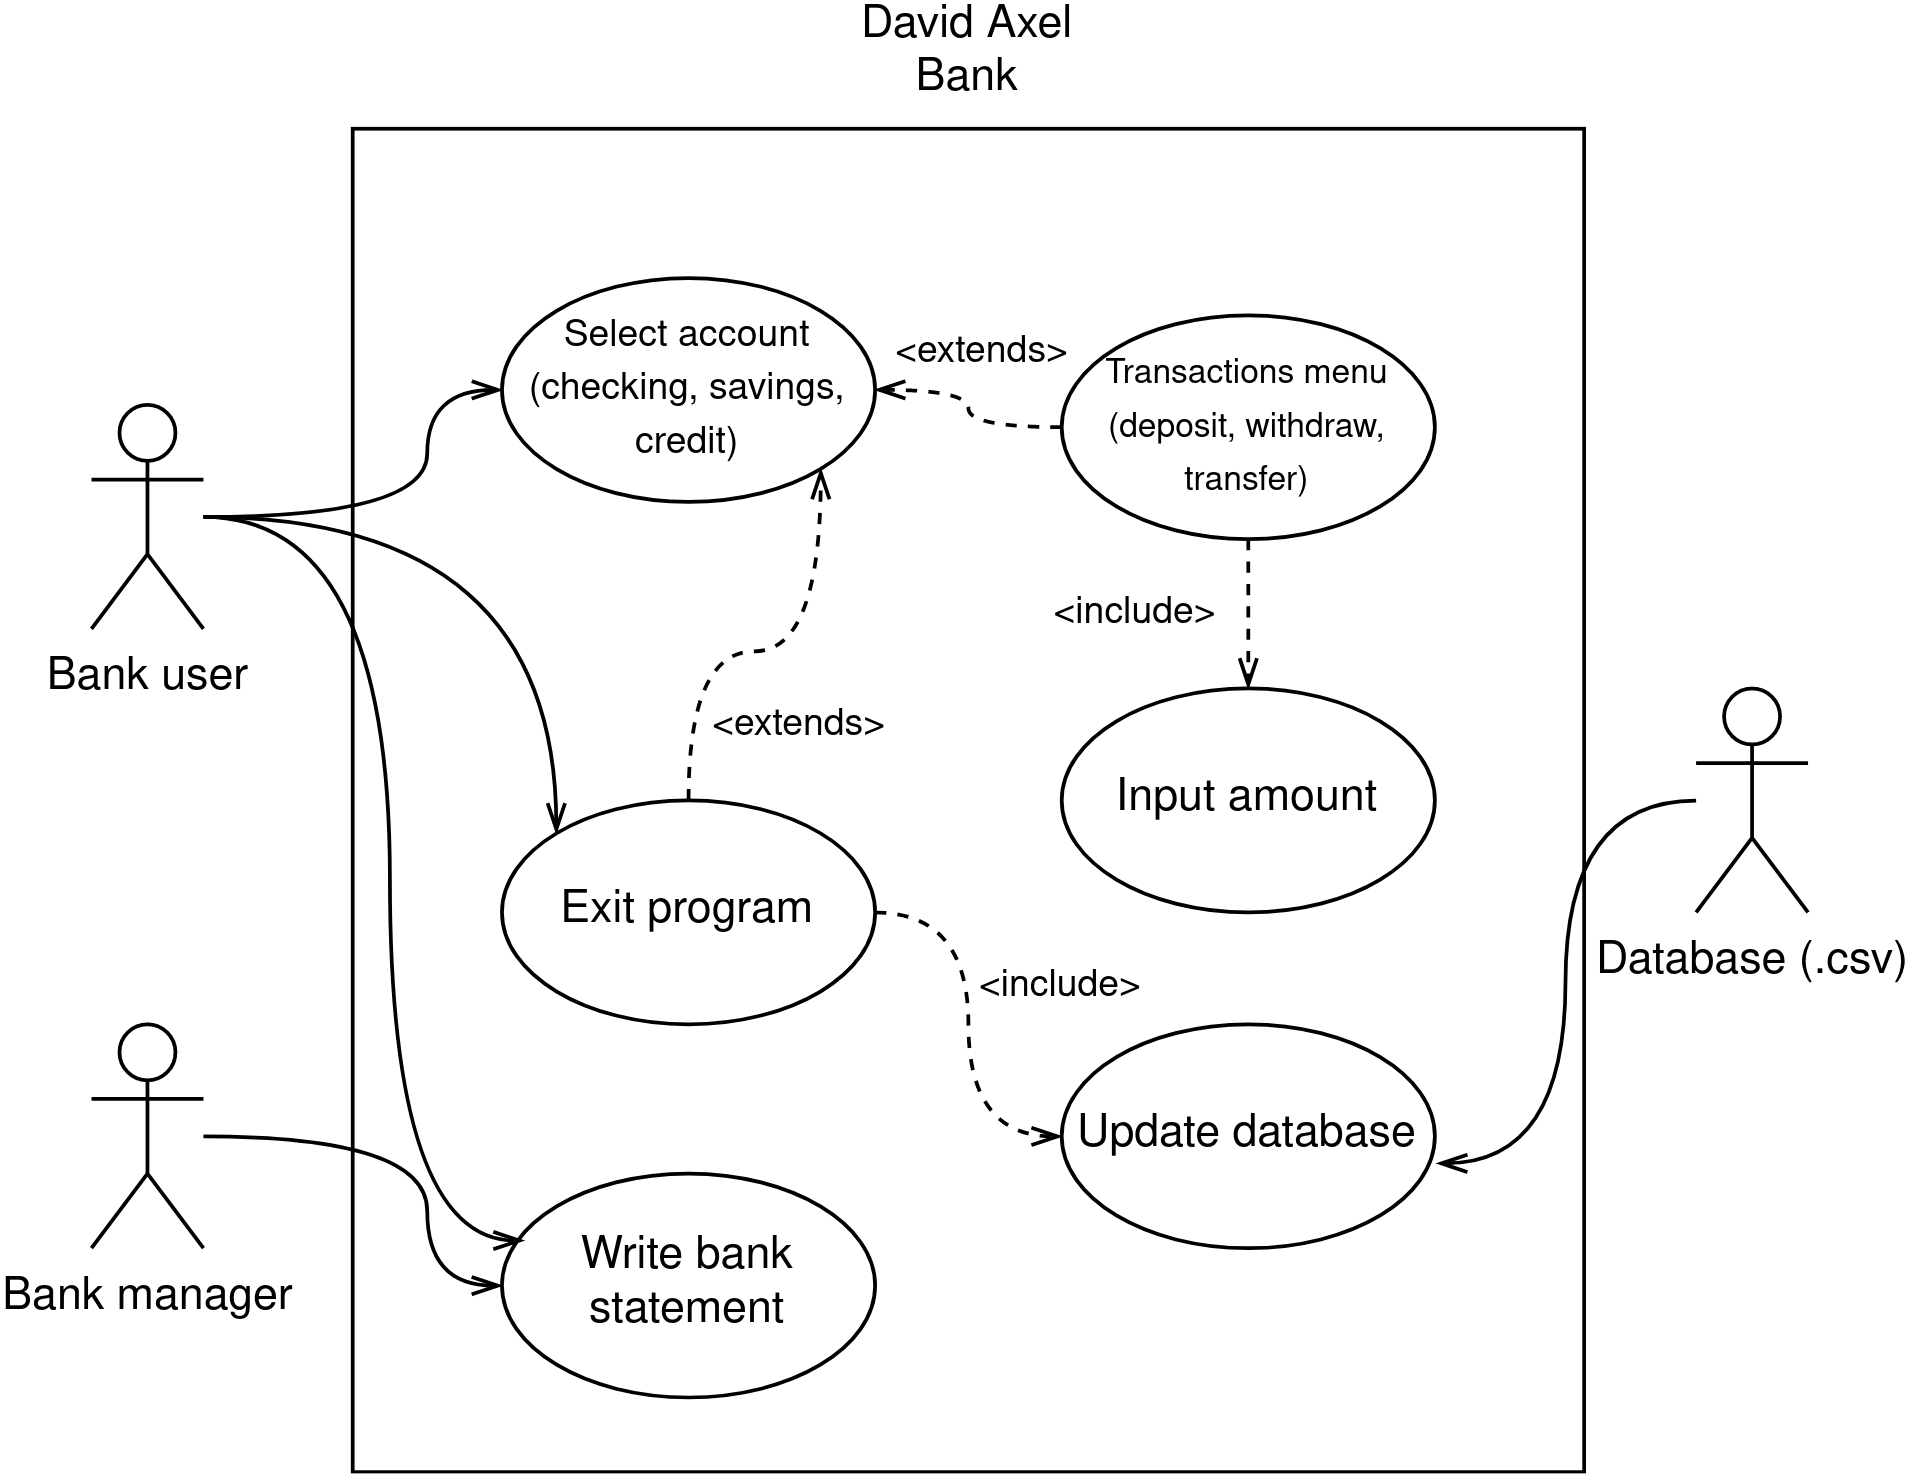 David Axel
Bank
Select account
(checking, savings,
credit)
<extends>
Transactions menu
(deposit, withdraw,
transfer)
<include>
Bank user
<extends>
Input amount
Exit program
Database (.csv)
<include>
Update database
Write bank
statement
Bank manager